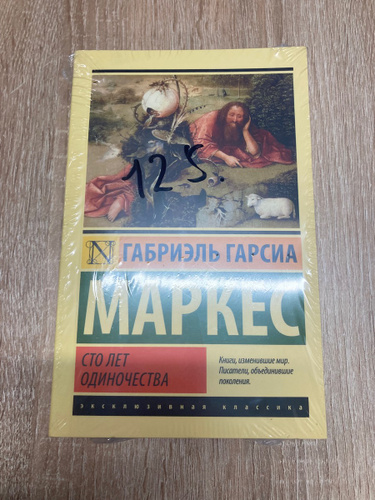 125.
N ГАБРИЭЛЬ ГАРСИА
МАРКЕС
СТО ЛЕТ
ОДИНОЧЕСТВА
Книги, изменившие мир.
Писатели, объединившие
поколения.
эксклюзивная классика